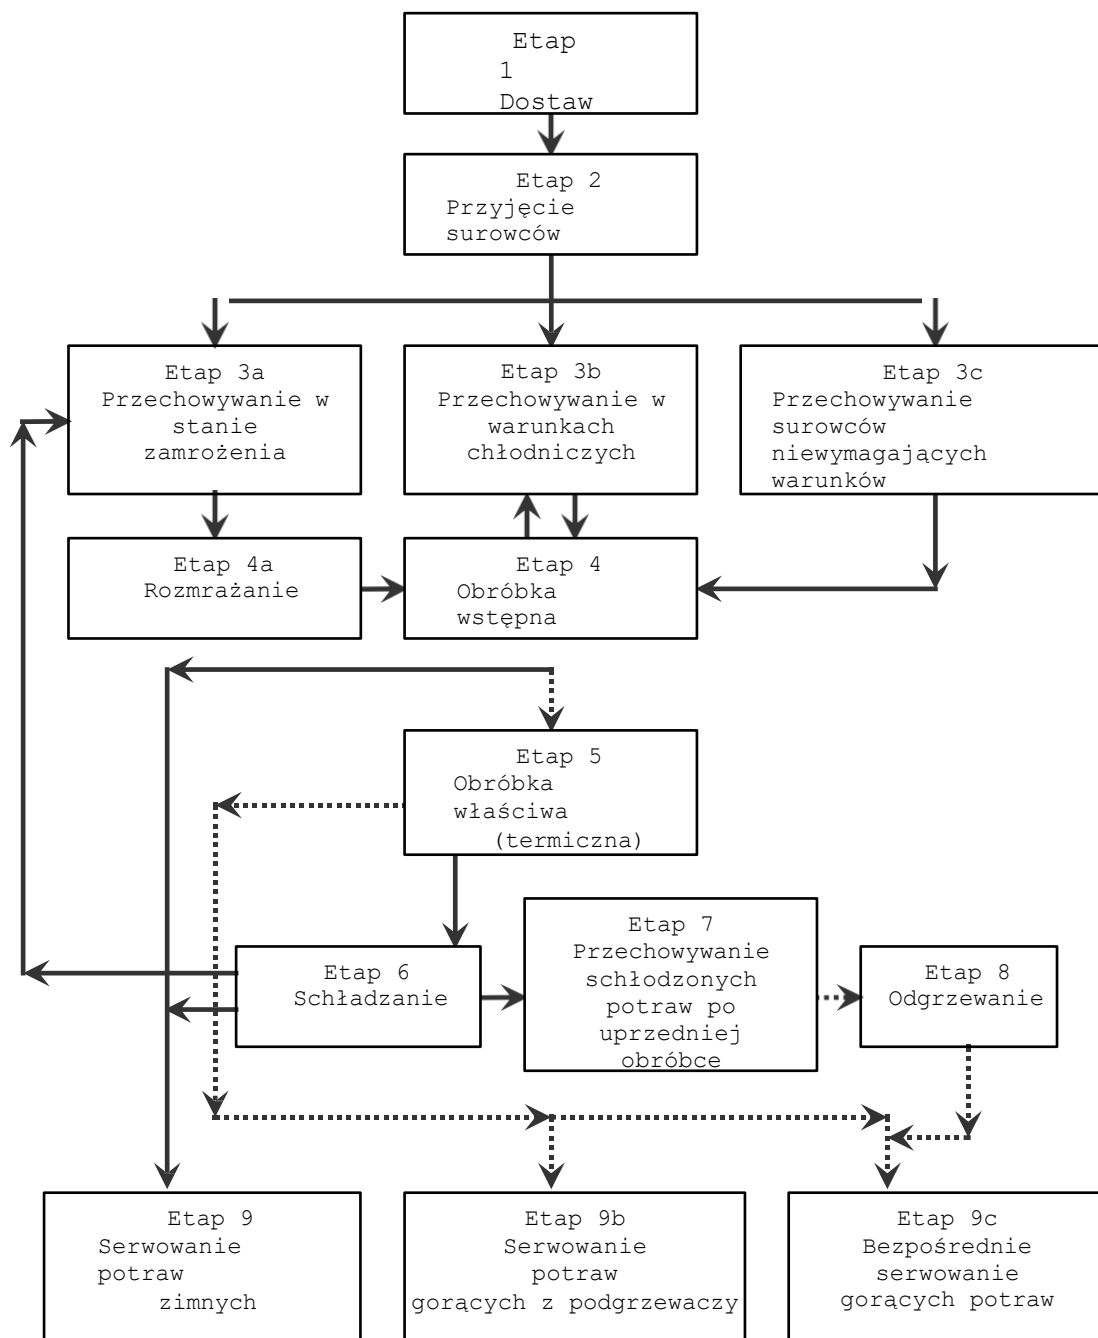 Etap
1
Dostaw
Etap 2
Przyjęcie
surowców
Etap 3a
Przechowywanie w
stanie
zamrożenia
Etap 3b
Przechowywanie w
warunkach
chłodniczych
Etap 3c
Przechowywanie
surowców
niewymagających
warunków
Etap 4a
Rozmrażanie
Etap 4
Obróbka
wstępna
Etap 5
Obróbka
właściwa
(termiczna)
Etap 6
Schładzanie
Etap 7
Przechowywanie
schłodzonych
potraw po
uprzedniej
obróbce
Etap 8
Odgrzewanie
Etap 9
Serwowanie
potraw
zimnych
Etap 9b
Serwowanie
potraw
gorących z podgrzewaczy
Etap 9c
Bezpośrednie
serwowanie
gorących potraw